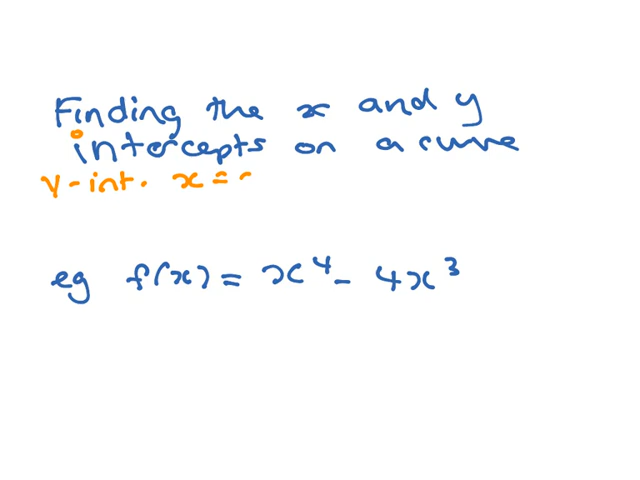 Finding the x and y
intercepts on a curve
y-int. x =
eg f(x) = x⁴ - 4x³